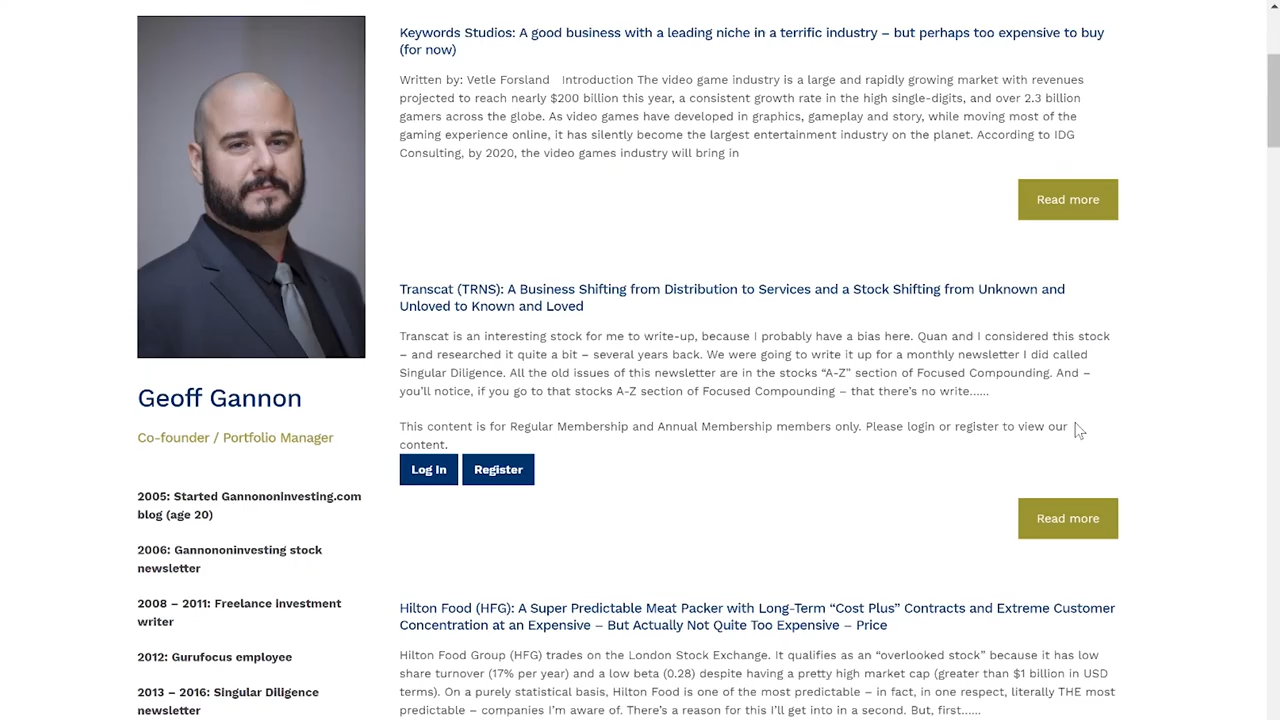 Keywords Studios: A good business with a leading niche in a terrific industry – but perhaps too expensive to buy
(for now)
Written by: Vetle Forsland Introduction The video game industry is a large and rapidly growing market with revenues
projected to reach nearly $200 billion this year, a consistent growth rate in the high single-digits, and over 2.3 billion
gamers across the globe. As video games have developed in graphics, gameplay and story, while moving most of the
gaming experience online, it has silently become the largest entertainment industry on the planet. According to IDG
Consulting, by 2020, the video games industry will bring in
Read more
Transcat (TRNS): A Business Shifting from Distribution to Services and a Stock Shifting from Unknown and
Unloved to Known and Loved
Transcat is an interesting stock for me to write-up, because I probably have a bias here. Quan and I considered this stock
– and researched it quite a bit – several years back. We were going to write it up for a monthly newsletter I did called
Singular Diligence. All the old issues of this newsletter are in the stocks “A-Z” section of Focused Compounding. And –
you’ll notice, if you go to that stocks A-Z section of Focused Compounding – that there’s no write……
This content is for Regular Membership and Annual Membership members only. Please login or register to view our
content.
Log In Register
Read more
Hilton Food (HFG): A Super Predictable Meat Packer with Long-Term “Cost Plus” Contracts and Extreme Customer
Concentration at an Expensive – But Actually Not Quite Too Expensive – Price
Hilton Food Group (HFG) trades on the London Stock Exchange. It qualifies as an “overlooked stock” because it has low
share turnover (17% per year) and a low beta (0.28) despite having a pretty high market cap (greater than $1 billion in USD
terms). On a purely statistical basis, Hilton Food is one of the most predictable – in fact, in one respect, literally THE most
predictable – companies I’m aware of. There’s a reason for this I’ll get into in a second. But, first……
Geoff Gannon
Co-founder / Portfolio Manager
2005: Started Gannononinvesting.com
blog (age 20)
2006: Gannononinvesting stock
newsletter
2008 – 2011: Freelance investment
writer
2012: Gurufocus employee
2013 – 2016: Singular Diligence
newsletter